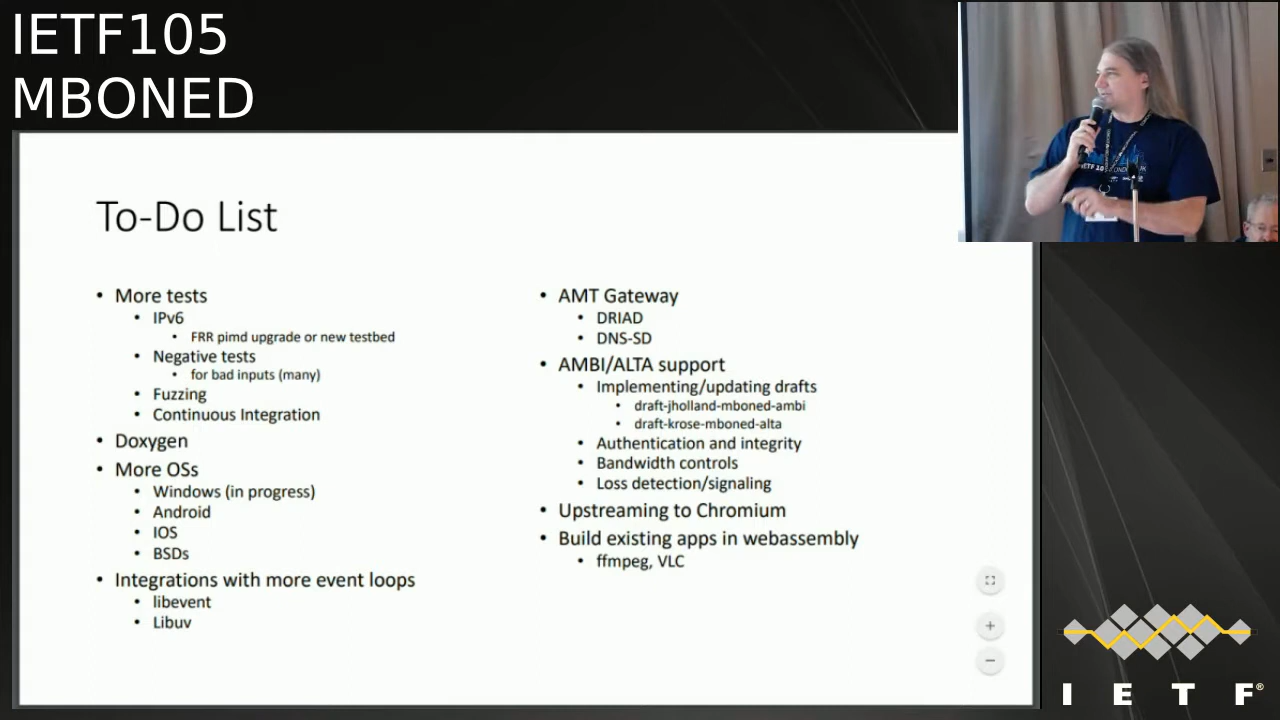 IETF105
MBONED
To-Do List
• More tests
• IPv6
• FRR pimd upgrade or new testbed
• Negative tests
• for bad inputs (many)
• Fuzzing
• Continuous Integration
• Doxygen
• More OSs
• Windows (in progress)
• Android
• IOS
• BSDs
• Integrations with more event loops
• libevent
• Libuv
• AMT Gateway
• DRIAD
• DNS-SD
• AMBI/ALTA support
• Implementing/updating drafts
• draft-jholland-mboned-ambi
• draft-krose-mboned-alta
• Authentication and integrity
• Bandwidth controls
• Loss detection/signaling
• Upstreaming to Chromium
• Build existing apps in webassembly
• ffmpeg, VLC
IETF
I E T F®